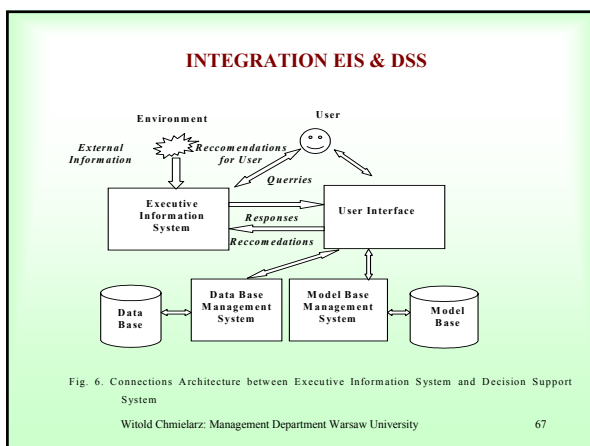 INTEGRATION EIS & DSS
Environment
User
External
Information
Reccomendations
for User
Querries
Executive
Information
System
Responses
Reccomedations
User Interface
Data
Base
Data Base
Management
System
Model Base
Management
System
Model
Base
Fig. 6. Connections Architecture between Executive Information System and Decision Support
System
Witold Chmielarz: Management Department Warsaw University
67